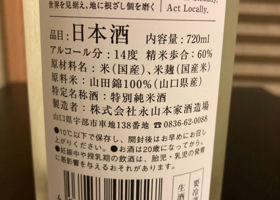 Act Locally.
世界を見据え、地に根ざし個を磨く
品目:日本酒 内容量:720ml
アルコール分:14度 精米歩合:60%
原材料名:米(国産)、米麹(国産米)
原料米:山田錦100%(山口県産)
特定名称:特別純米酒
製造者:株式会社永山本家酒造場
山口県宇部市車地138番地 ☎0836-62-0088
●10℃以下で保存し、開封後はお早めにお召し
上がりください。●お酒は20歳になってから。
●妊娠中や授乳期の飲酒は、胎児・乳児の発育
に悪影響を与えるおそれがあります。
要冷
生酒